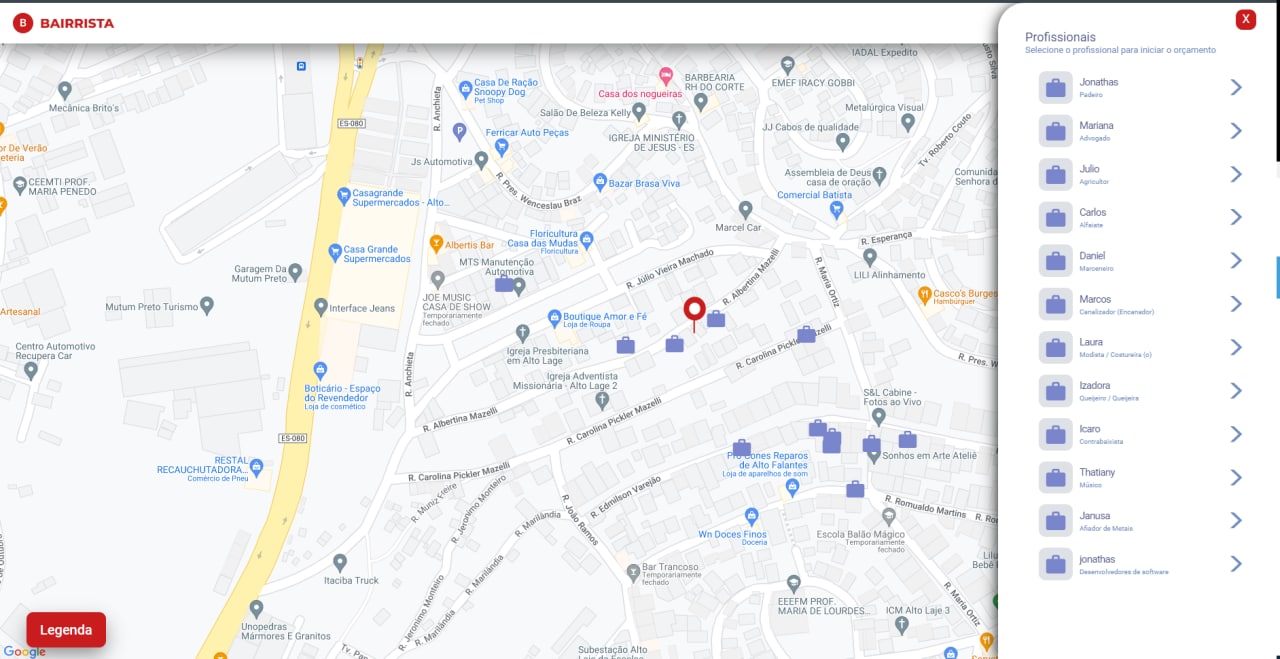 B BAIRRISTA
X
Profissionais
Selecione o profissional para iniciar o orçamento
Jonathas
Padeiro
Mariana
Advogado
Julio
Agricultor
Carlos
Alfaiate
Daniel
Marceneiro
Marcos
Canalizador (Encanador)
Laura
Modista / Costureira (o)
Izadora
Queijeiro / Queijeira
Icaro
Contrabaixista
Thatiany
Músico
Janusa
Afiador de Metais
jonathas
Desenvolvedores de software
IADAL Expedito
Mecânica Brito's
Casa De Ração
Snoopy Dog
Pet Shop
Casa dos nogueiras
BARBEARIA
RH DO CORTE
EMEF IRACY GOBBI
Salão De Beleza Kelly
Metalúrgica Visual
R. Anchieta
ES-080
P
Ferricar Auto Peças
IGREJA MINISTÉRIO
DE JESUS - ES
JJ Cabos de qualidade
Tv. Roberto Couto
or De Verão
eteria
Js Automotiva
CEEMTI PROF.
MARIA PENEDO
R. Pres. Wenceslau Braz
Bazar Brasa Viva
Assembleia de Deus
casa de oração
Comunida
Senhora d
Casagrande
Supermercados - Alto...
Comercial Batista
Marcel Car
Floricultura
Casa das Mudas
Floricultura
R. Esperança
Albertis Bar
Casa Grande
Supermercados
MTS Manutenção
Automotiva
R. Júlio Vieira Machado
R. Albertina Mazelli
R. Maria Ortiz
LILI Alinhamento
Garagem Da
Mutum Preto
Mutum Preto Turismo
Interface Jeans
JOE MUSIC
CASA DE SHOW
Temporariamente
fechado
Casco's Burges
Hamburguer
Artesanal
Boutique Amor e Fé
Loja de Roupa
Centro Automotivo
Recupera Car
Igreja Presbiteriana
em Alto Lage
R. Carolina Pickler Mazelli
R. Pres. W
R. Anchieta
Igreja Adventista
Missionária - Alto Lage 2
Boticário - Espaço
do Revendedor
Loja de cosmético
S&L Cabine -
Fotos ao Vivo
R. Albertina Mazelli
R. Carolina Pickler Mazelli
ES-080
RESTAL
RECAUCHUTADORA...
Comércio de Pneu
Cones Reparos
de Alto Falantes
Loja de aparelhos de som
Sonhos em Arte Ateliê
R. Carolina Pickler Mazelli
R. Muniz Freire
R. Jeronimo Monteiro
R. Edmilson Varejão
R. João Ramos
R. Marilândia
R. Romualdo Martins
R. Ro
Wn Doces Finos
Doceria
Escola Balão Mágico
Temporariamente
fechado
Itaciba Truck
R. Marilândia
Bar Trancoso
Temporariamente
fechado
Bebê
EEEFM PROF.
MARIA DE LOURDES...
R. Maria Ortiz
ICM Alto Laje 3
Unopedras
Mármores E Granitos
R. Jeronimo Monteiro
R. Marilândia
Legenda
Google
Subestação Alto